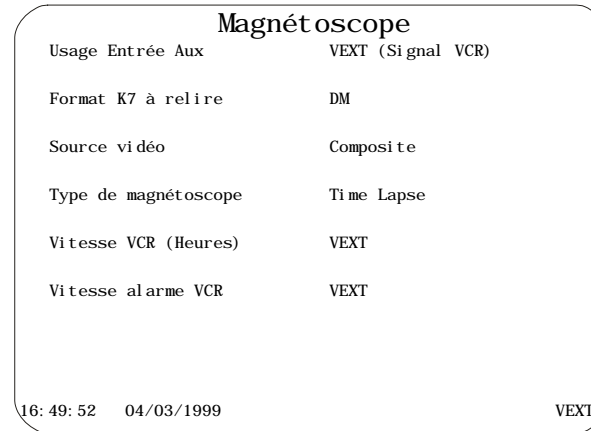 Magnétoscope
Usage Entrée Aux VEXT (Signal VCR)
Format K7 à relire DM
Source vidéo Composite
Type de magnétoscope Time Lapse
Vitesse VCR (Heures) VEXT
Vitesse alarme VCR VEXT
16:49:52 04/03/1999 VEXT